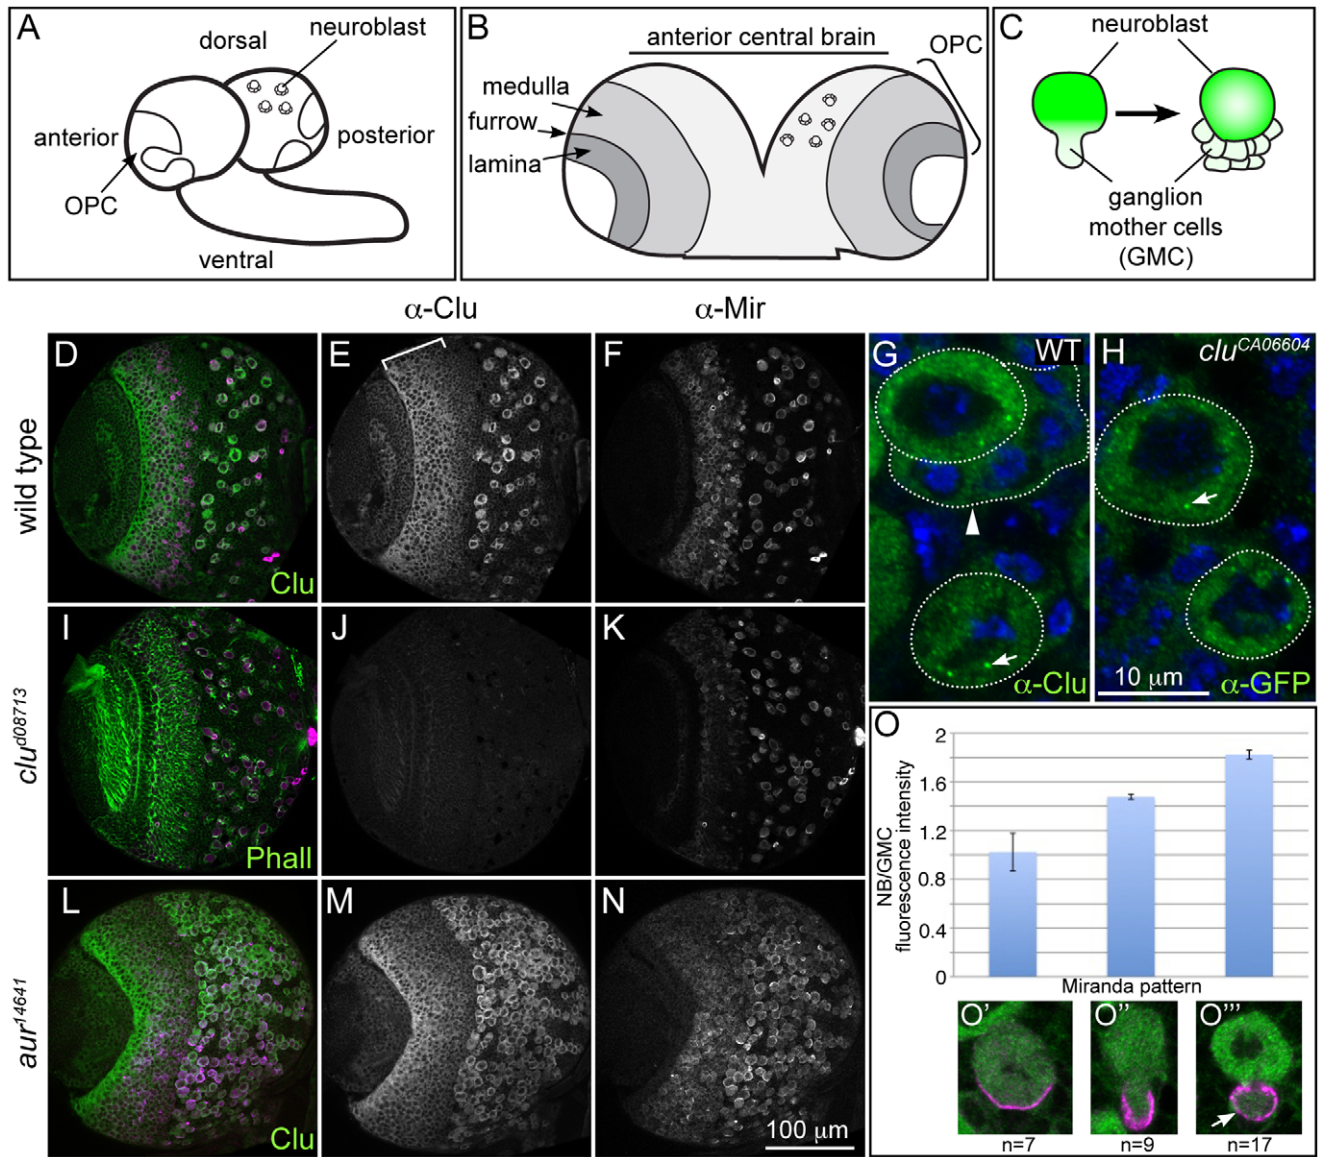 A
dorsal
neuroblast
anterior
posterior
OPC
ventral
B
anterior central brain
OPC
medulla
furrow
lamina
C
neuroblast
ganglion
mother cells
(GMC)
α-Clu
α-Mir
wild type
D
Clu
E
F
G
WT
α-Clu
H
clu^CA06604
10 μm
α-GFP
clu^d08713
I
Phall
J
K
aur^14641
L
Clu
M
N
100 μm
O
NB/GMC
fluorescence intensity
2
1.6
1.2
0.8
0.4
0
Miranda pattern
O'
O''
O'''
n=7
n=9
n=17